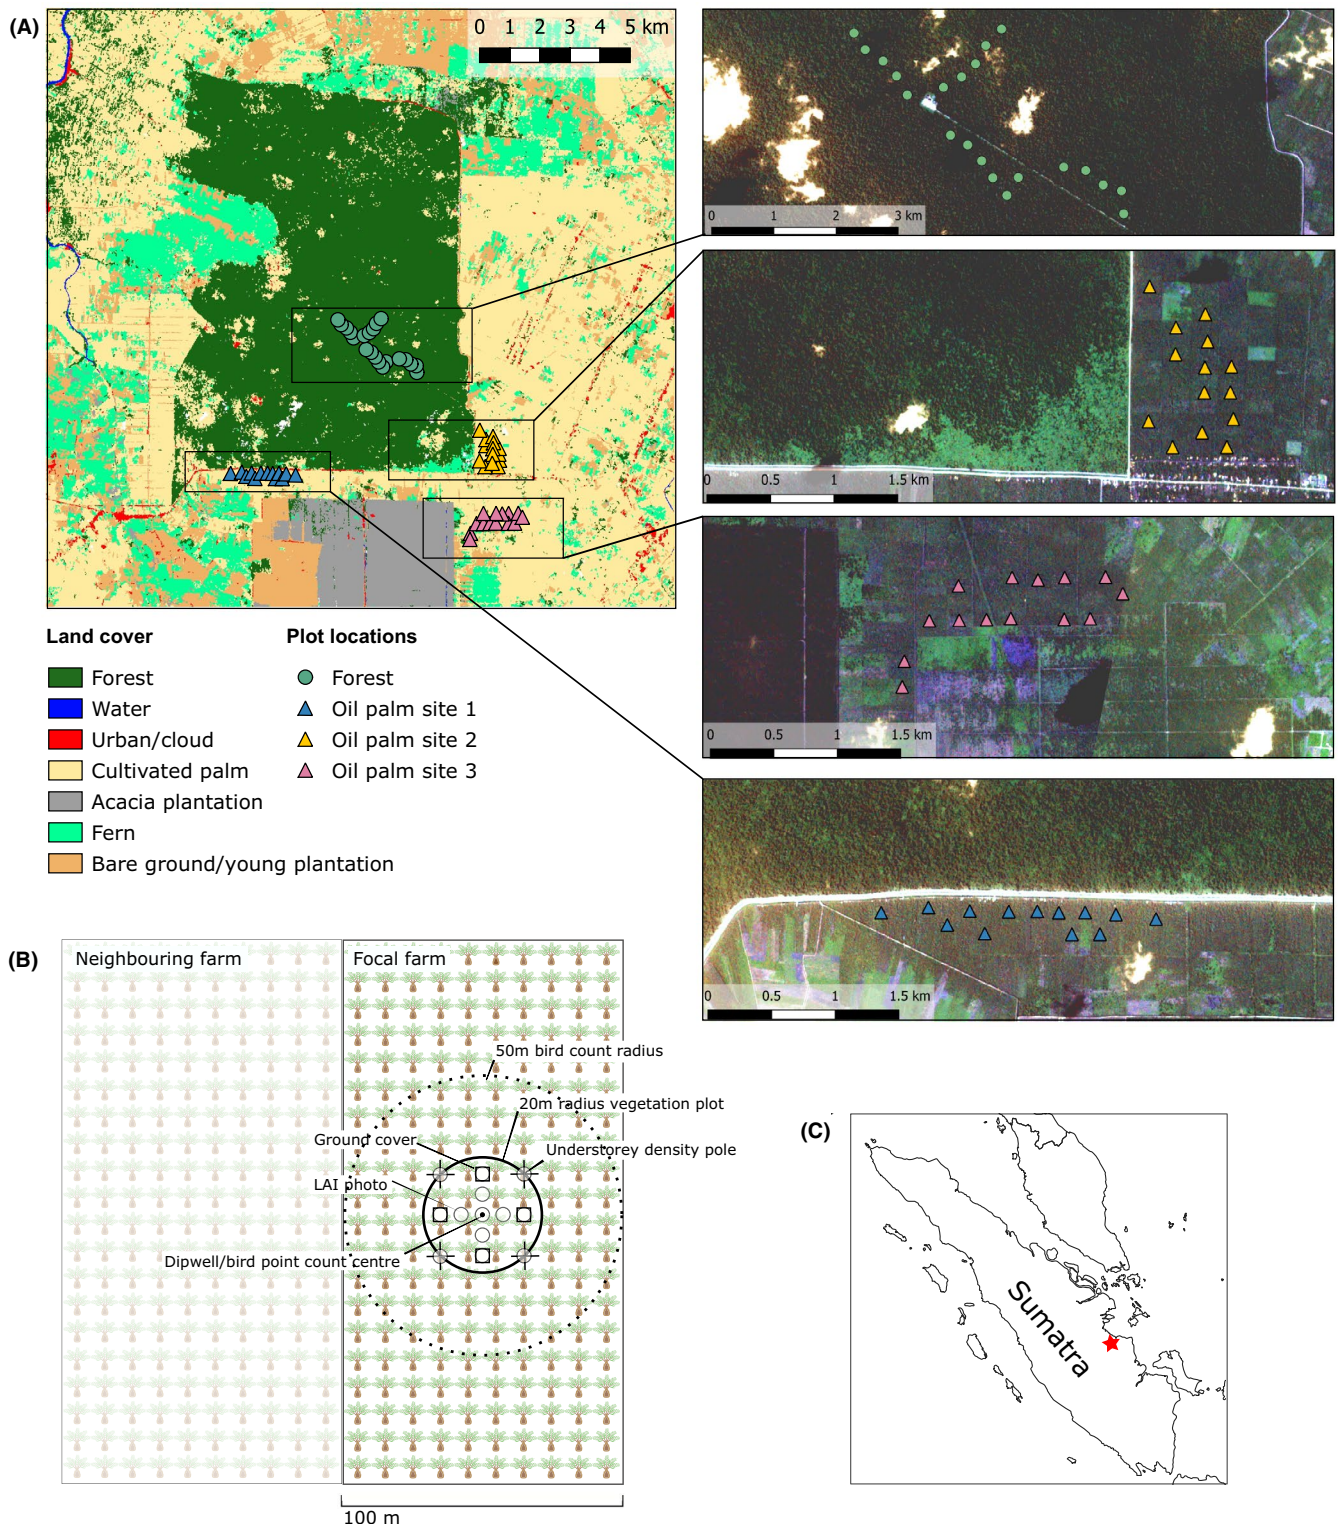 (A)
0 1 2 3 4 5 km
0 1 2 3 km
0 0.5 1 1.5 km
0 0.5 1 1.5 km
0 0.5 1 1.5 km
Land cover
Forest
Water
Urban/cloud
Cultivated palm
Acacia plantation
Fern
Bare ground/young plantation
Plot locations
Forest
Oil palm site 1
Oil palm site 2
Oil palm site 3
(B)
Neighbouring farm
Focal farm
50m bird count radius
20m radius vegetation plot
Ground cover
Understorey density pole
LAI photo
Dipwell/bird point count centre
100 m
(C)
Sumatra